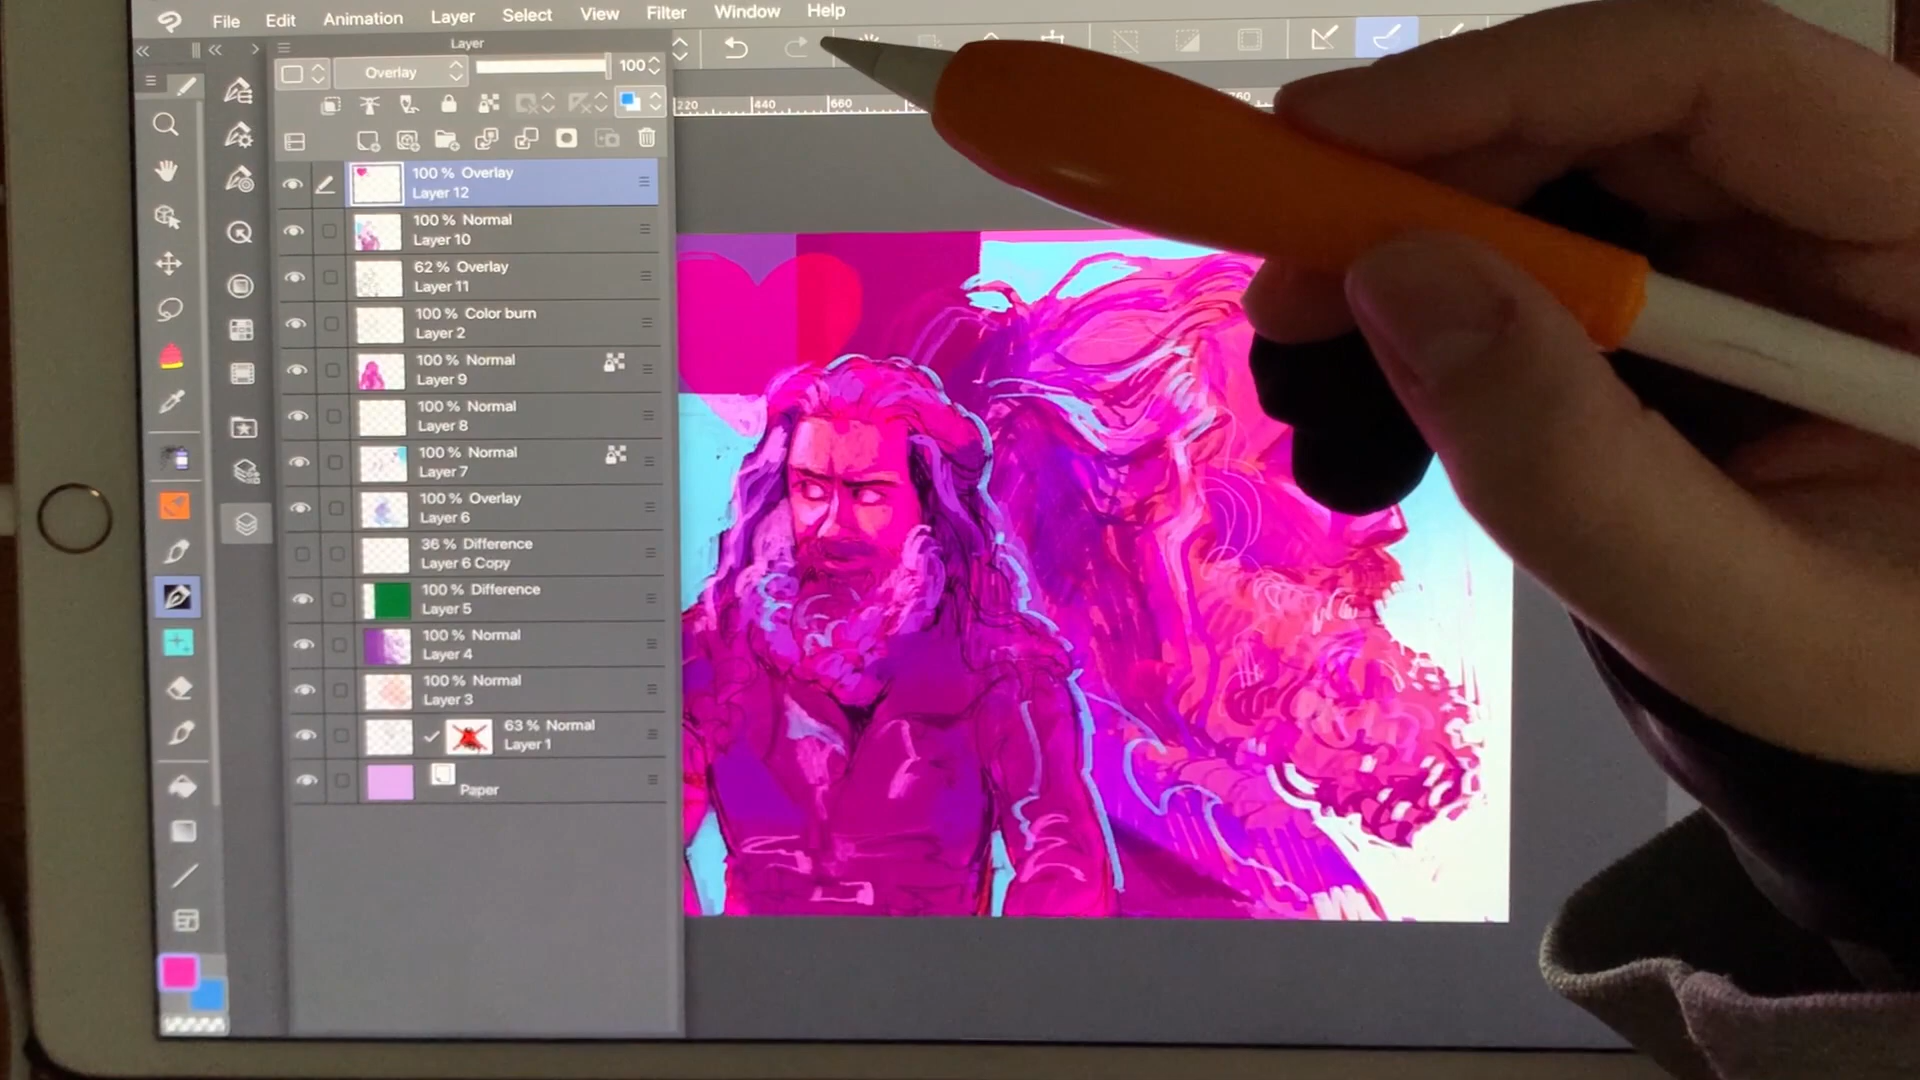 File Edit Animation Layer Select View Filter Window Help
Layer
Overlay 100
220 440 660
760
100 % Overlay
Layer 12
100 % Normal
Layer 10
62 % Overlay
Layer 11
100 % Color burn
Layer 2
100 % Normal
Layer 9
100 % Normal
Layer 8
100 % Normal
Layer 7
100 % Overlay
Layer 6
36 % Difference
Layer 6 Copy
100 % Difference
Layer 5
100 % Normal
Layer 4
100 % Normal
Layer 3
63 % Normal
Layer 1
Paper